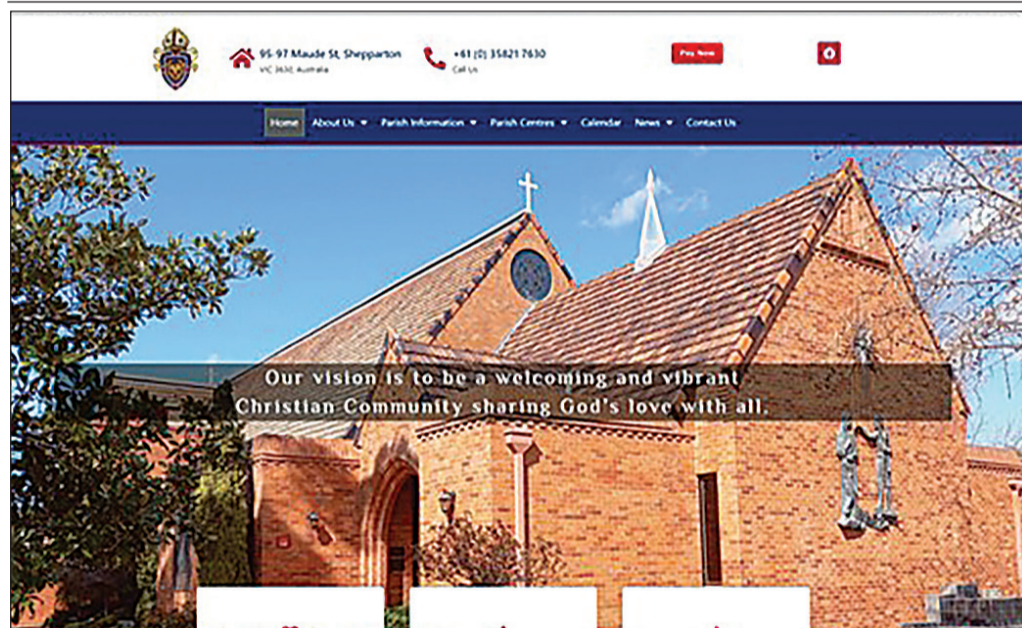 95-97 Maude St, Shepparton
VIC 3630, Australia
+61 (0) 35821 7630
Call Us
Pay Now
Home About Us Parish Information Parish Centres Calendar News Contact Us
Our vision is to be a welcoming and vibrant
Christian Community sharing God's love with all.